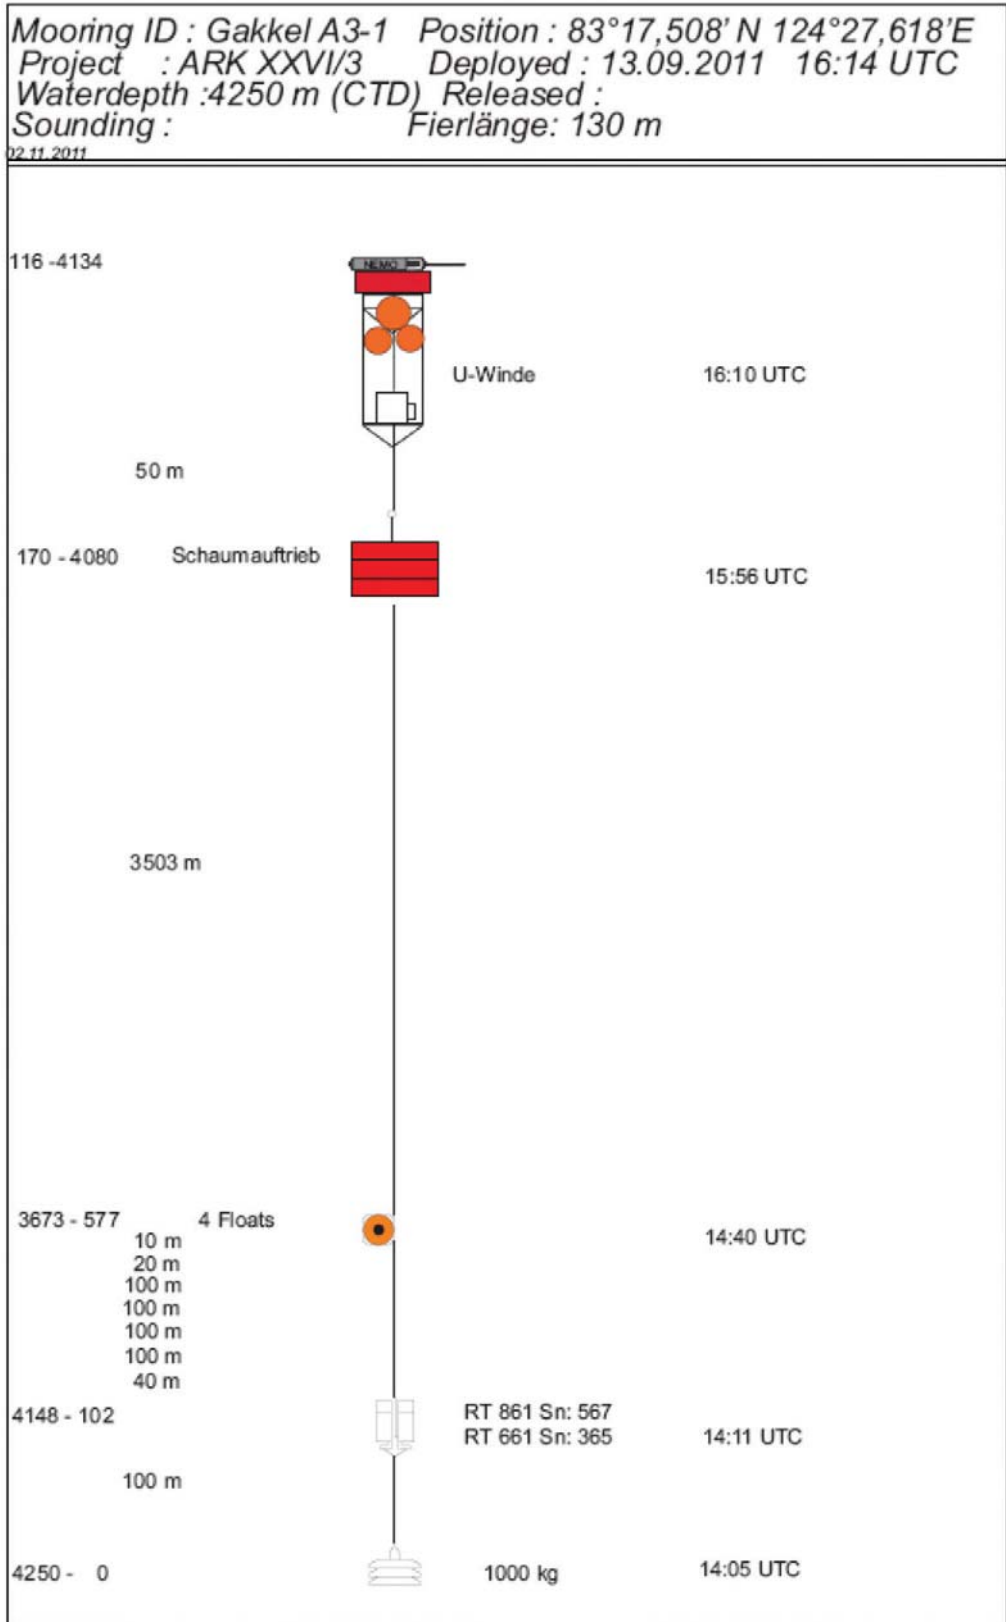 Mooring ID : Gakkel A3-1 Position : 83°17,508' N 124°27,618'E
Project : ARK XXVI/3 Deployed : 13.09.2011 16:14 UTC
Waterdepth :4250 m (CTD) Released :
Sounding : Fierlänge: 130 m
02.11.2011
116 -4134
NEMO
U-Winde 16:10 UTC
50 m
170 - 4080 Schaumauftrieb
15:56 UTC
3503 m
3673 - 577 4 Floats
14:40 UTC
10 m
20 m
100 m
100 m
100 m
100 m
40 m
4148 - 102 RT 861 Sn: 567
RT 661 Sn: 365 14:11 UTC
100 m
4250 - 0 1000 kg 14:05 UTC